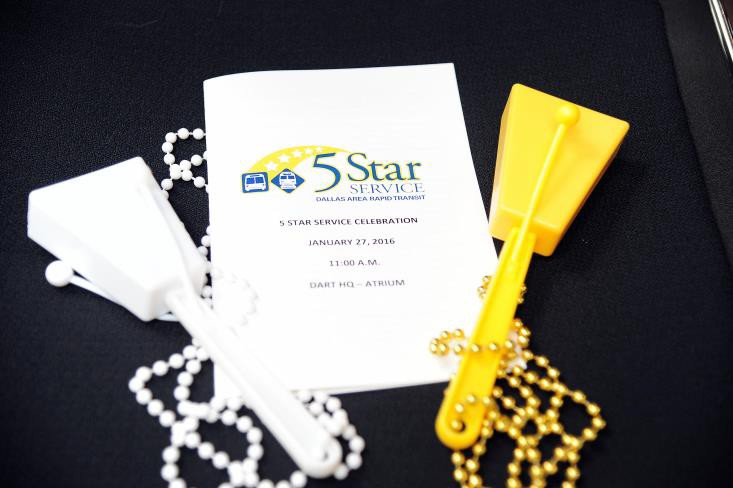 5 Star
SERVICE
DALLAS AREA RAPID TRANSIT
5 STAR SERVICE CELEBRATION
JANUARY 27, 2016
11:00 A.M.
DART HQ – ATRIUM